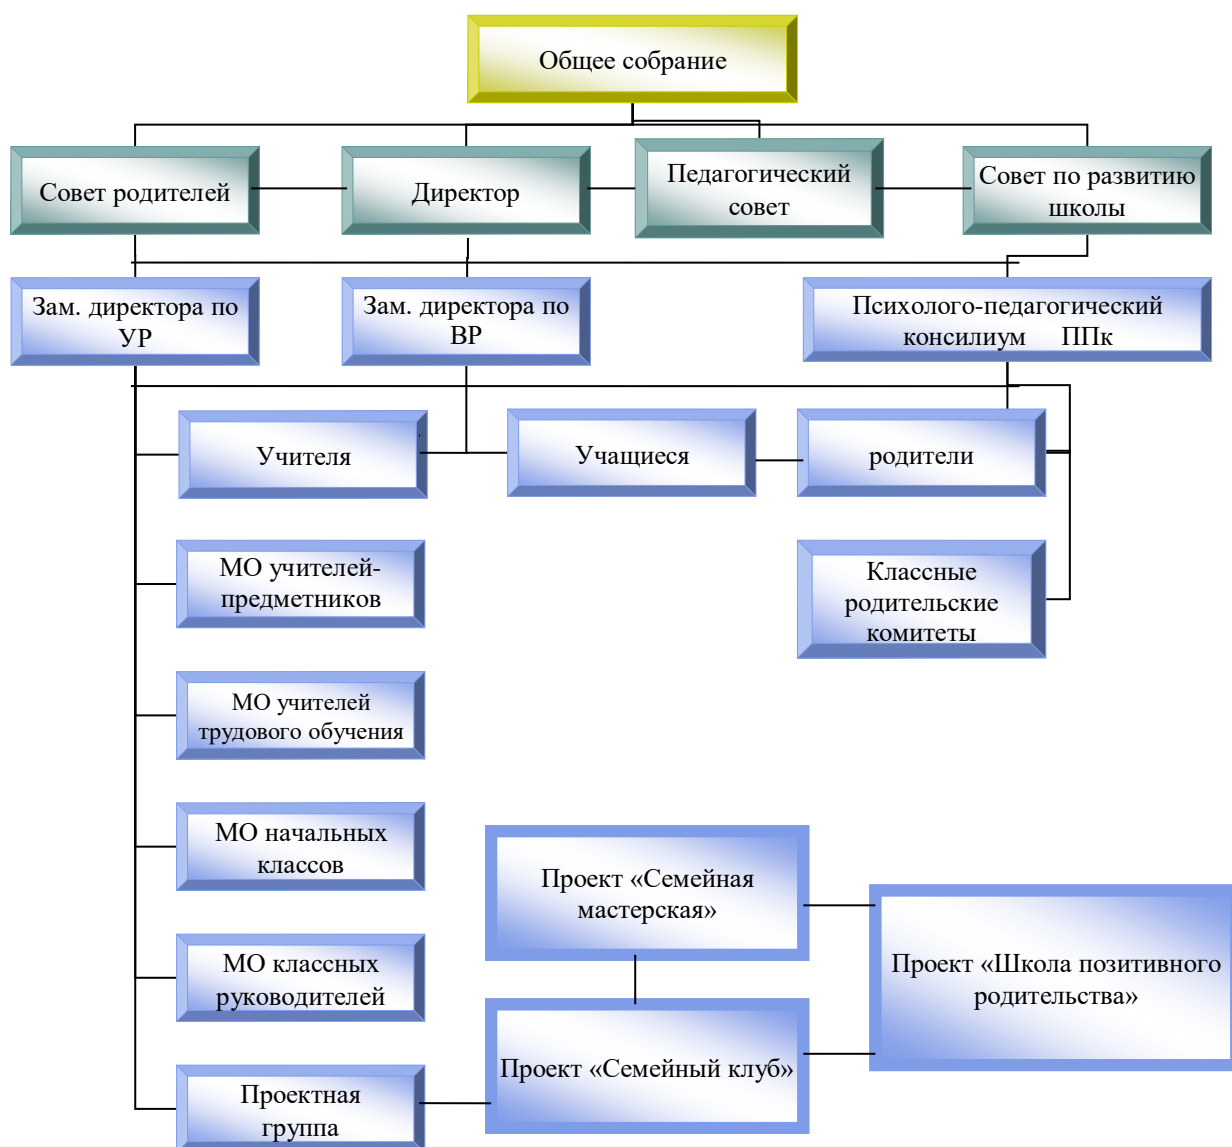 Общее собрание
Совет родителей
Директор
Педагогический
совет
Совет по развитию
школы
Зам. директора по
УР
Зам. директора по
ВР
Психолого-педагогический
консилиум ППк
Учителя
Учащиеся
родители
МО учителей-
предметников
Классные
родительские
комитеты
МО учителей
трудового обучения
МО начальных
классов
Проект «Семейная
мастерская»
Проект «Школа позитивного
родительства»
МО классных
руководителей
Проект «Семейный клуб»
Проектная
группа